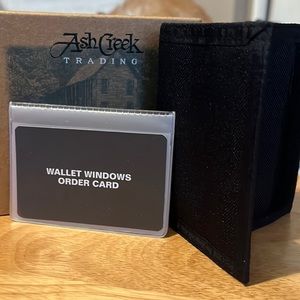 Ash Creek
TRADING
WALLET WINDOWS
ORDER CARD